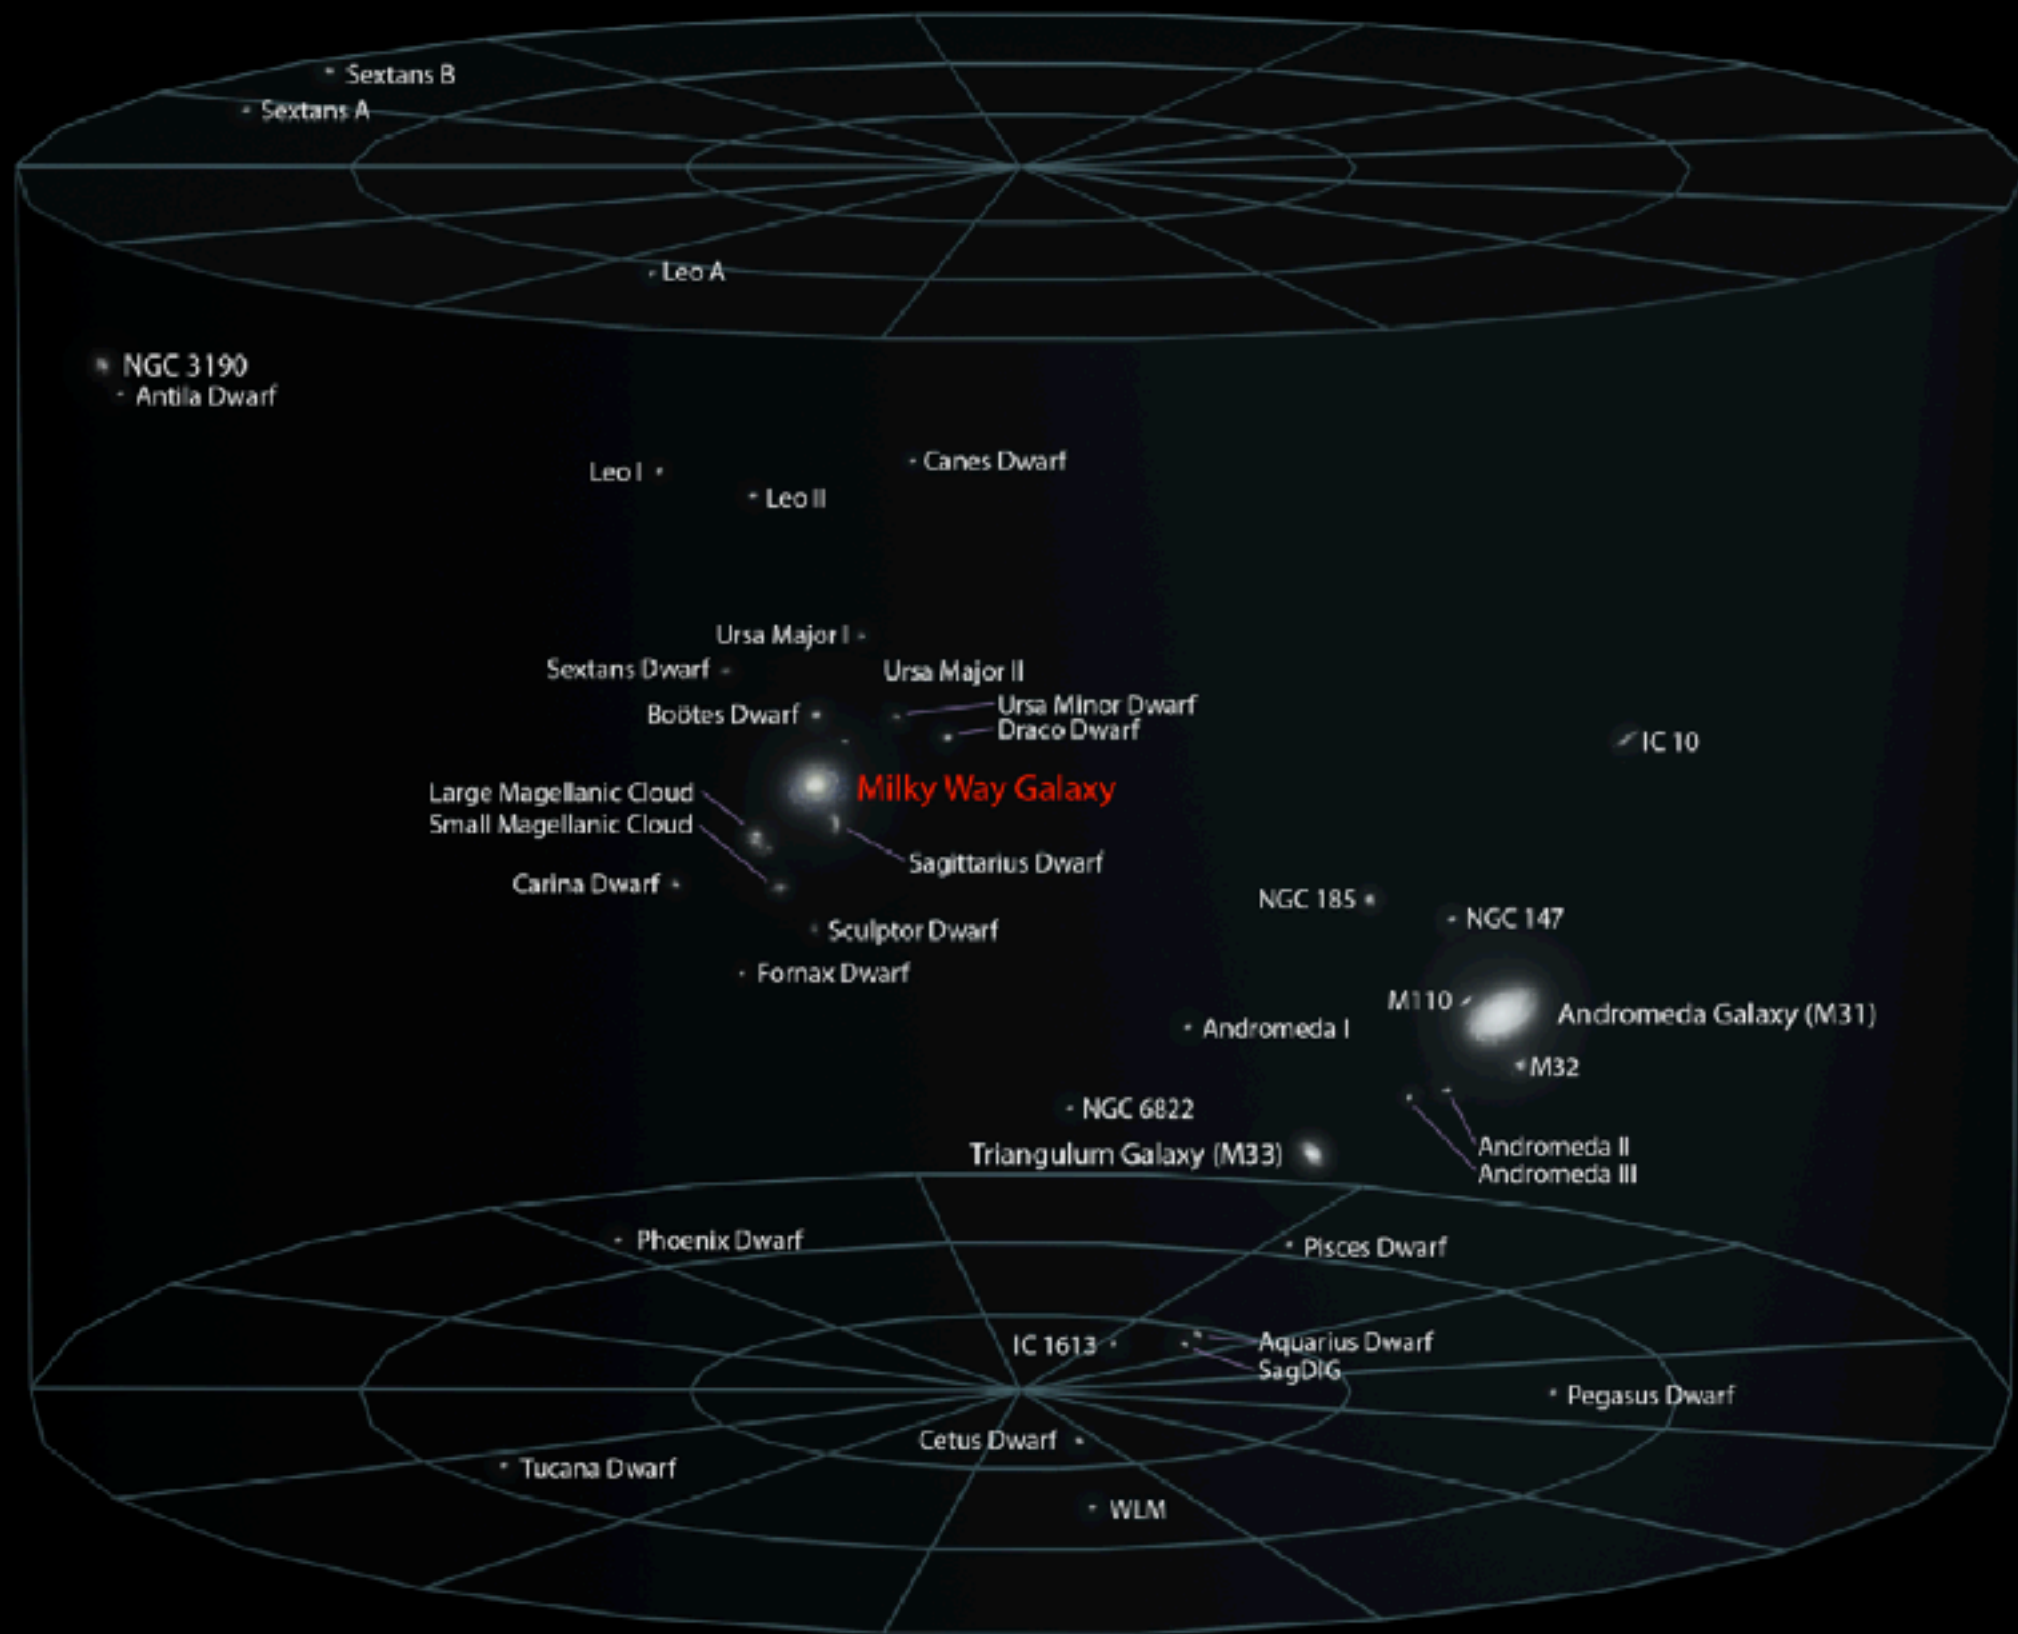 Sextans B
Sextans A
Leo A
NGC 3190
Antila Dwarf
Canes Dwarf
Leo I
Leo II
Ursa Major I
Sextans Dwarf
Ursa Major II
Ursa Minor Dwarf
Boötes Dwarf
Draco Dwarf
IC 10
Milky Way Galaxy
Large Magellanic Cloud
Small Magellanic Cloud
Sagittarius Dwarf
Carina Dwarf
NGC 185
NGC 147
Sculptor Dwarf
Fornax Dwarf
M110
Andromeda Galaxy (M31)
Andromeda I
M32
NGC 6822
Andromeda II
Triangulum Galaxy (M33)
Andromeda III
Phoenix Dwarf
Pisces Dwarf
IC 1613
Aquarius Dwarf
SagDIG
Pegasus Dwarf
Cetus Dwarf
Tucana Dwarf
WLM